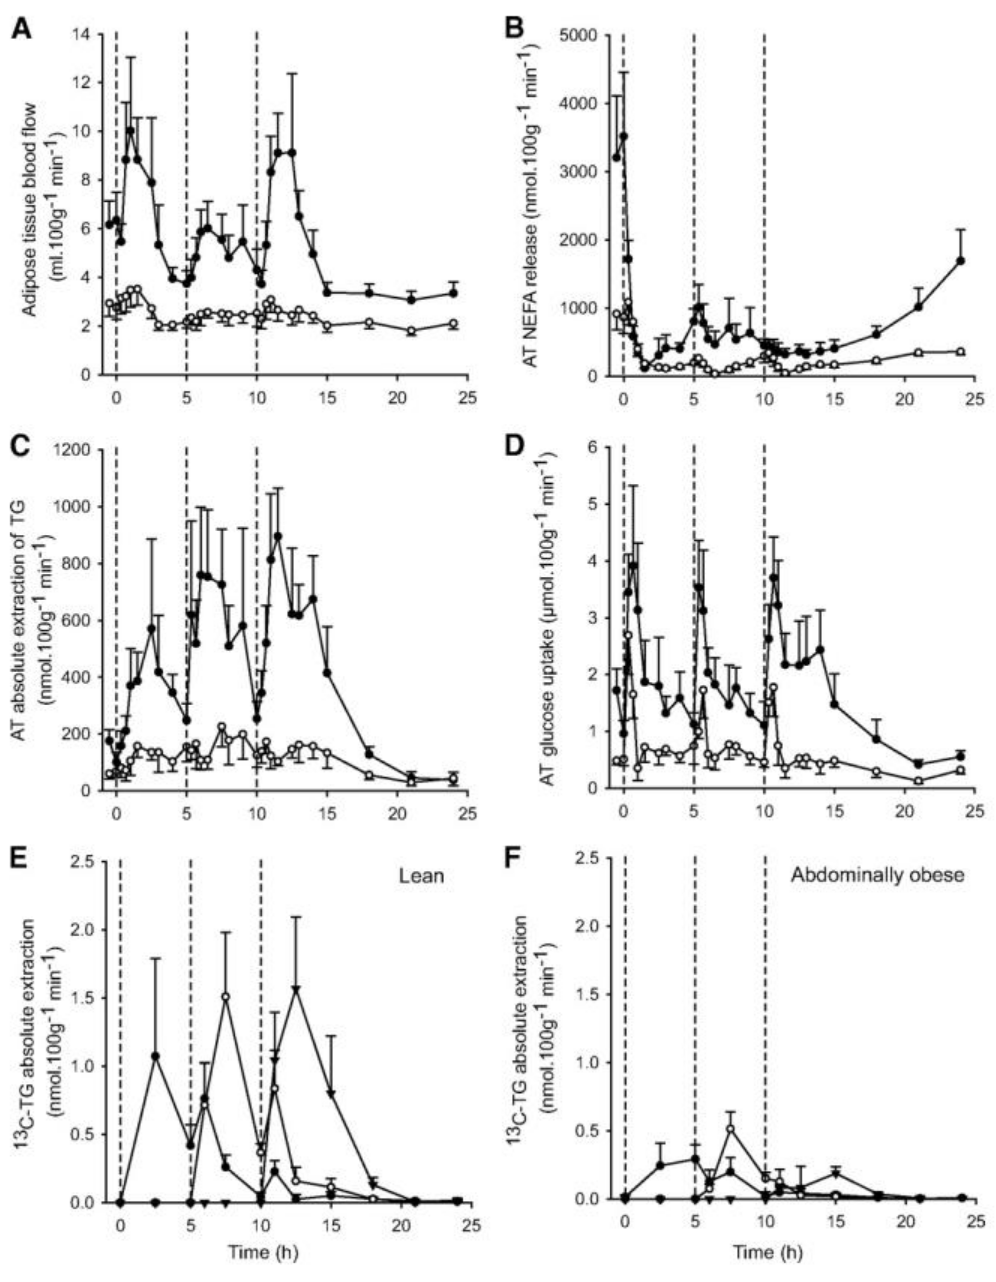 A
Adipose tissue blood flow
(ml.100g-1 min-1)
14
12
10
8
6
4
2
0
0 5 10 15 20 25
B
AT NEFA release (nmol.100g -1 min-1)
5000
4000
3000
2000
1000
0
0 5 10 15 20 25
C
AT absolute extraction of TG
(nmol.100g-1 min-1)
1200
1000
800
600
400
200
0
0 5 10 15 20 25
D
AT glucose uptake (μmol.100g-1 min-1)
6
5
4
3
2
1
0
0 5 10 15 20 25
E
Lean
13C-TG absolute extraction
(nmol.100g-1 min-1)
2.5
2.0
1.5
1.0
0.5
0.0
0 5 10 15 20 25
Time (h)
F
Abdominally obese
13C-TG absolute extraction
(nmol.100g-1 min-1)
2.5
2.0
1.5
1.0
0.5
0.0
0 5 10 15 20 25
Time (h)